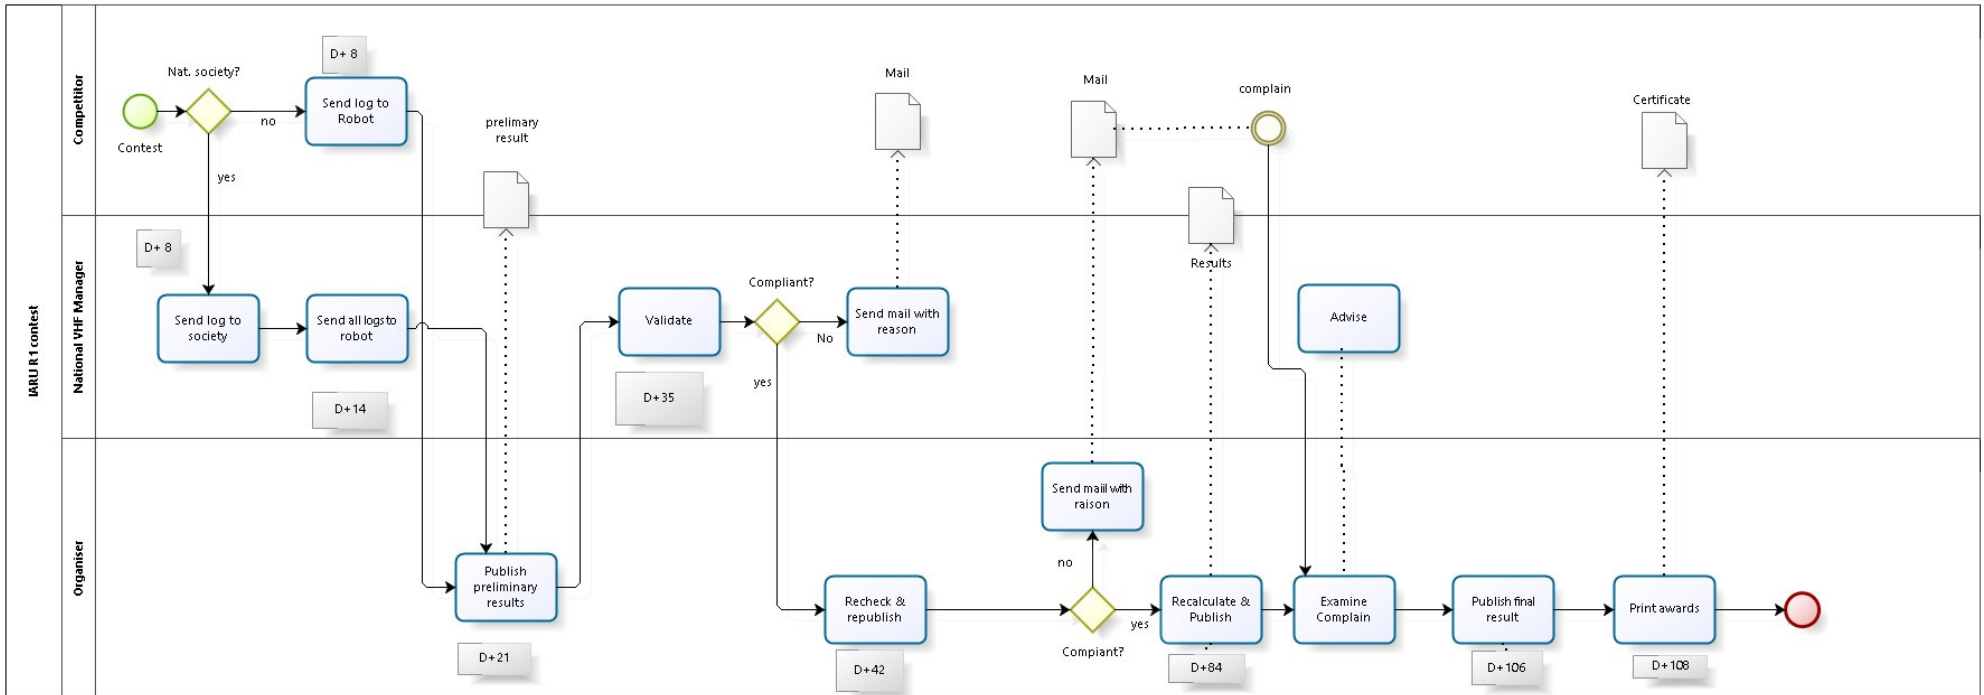 IARU R1 contest
Compettitor
Contest
Nat. society?
no
yes
D+ 8
Send log to
Robot
prelimary
result
Mail
Mail
complain
Certificate
National VHF Manager
D+ 8
Send log to
society
Send all logs to
robot
D+14
Validate
D+35
Compliant?
No
yes
Send mail with
reason
Results
Advise
Organiser
Publish
preliminary
results
D+21
Recheck &
republish
D+42
Send maiil with
raison
no
yes
Compiant?
Recalculate &
Publish
D+84
Examine
Complain
Publish final
result
D+106
Print awards
D+108